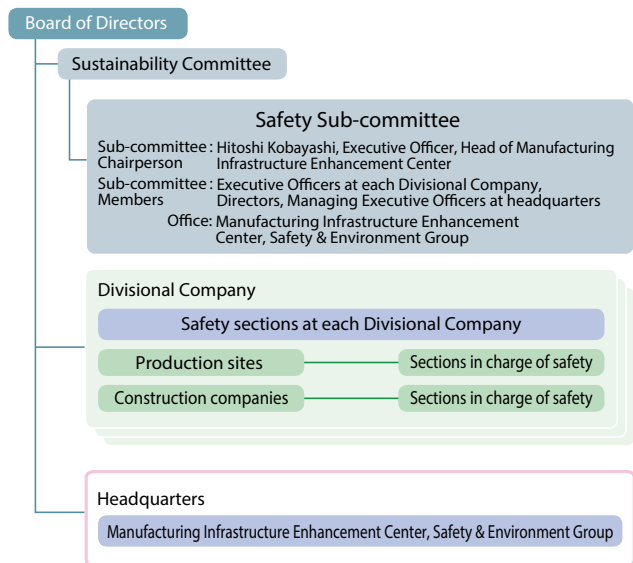 Board of Directors
Sustainability Committee
Safety Sub-committee
Sub-committee Chairperson : Hitoshi Kobayashi, Executive Officer, Head of Manufacturing
Infrastructure Enhancement Center
Sub-committee Members : Executive Officers at each Divisional Company,
Directors, Managing Executive Officers at headquarters
Office: Manufacturing Infrastructure Enhancement
Center, Safety & Environment Group
Divisional Company
Safety sections at each Divisional Company
Production sites
Sections in charge of safety
Construction companies
Sections in charge of safety
Headquarters
Manufacturing Infrastructure Enhancement Center, Safety & Environment Group